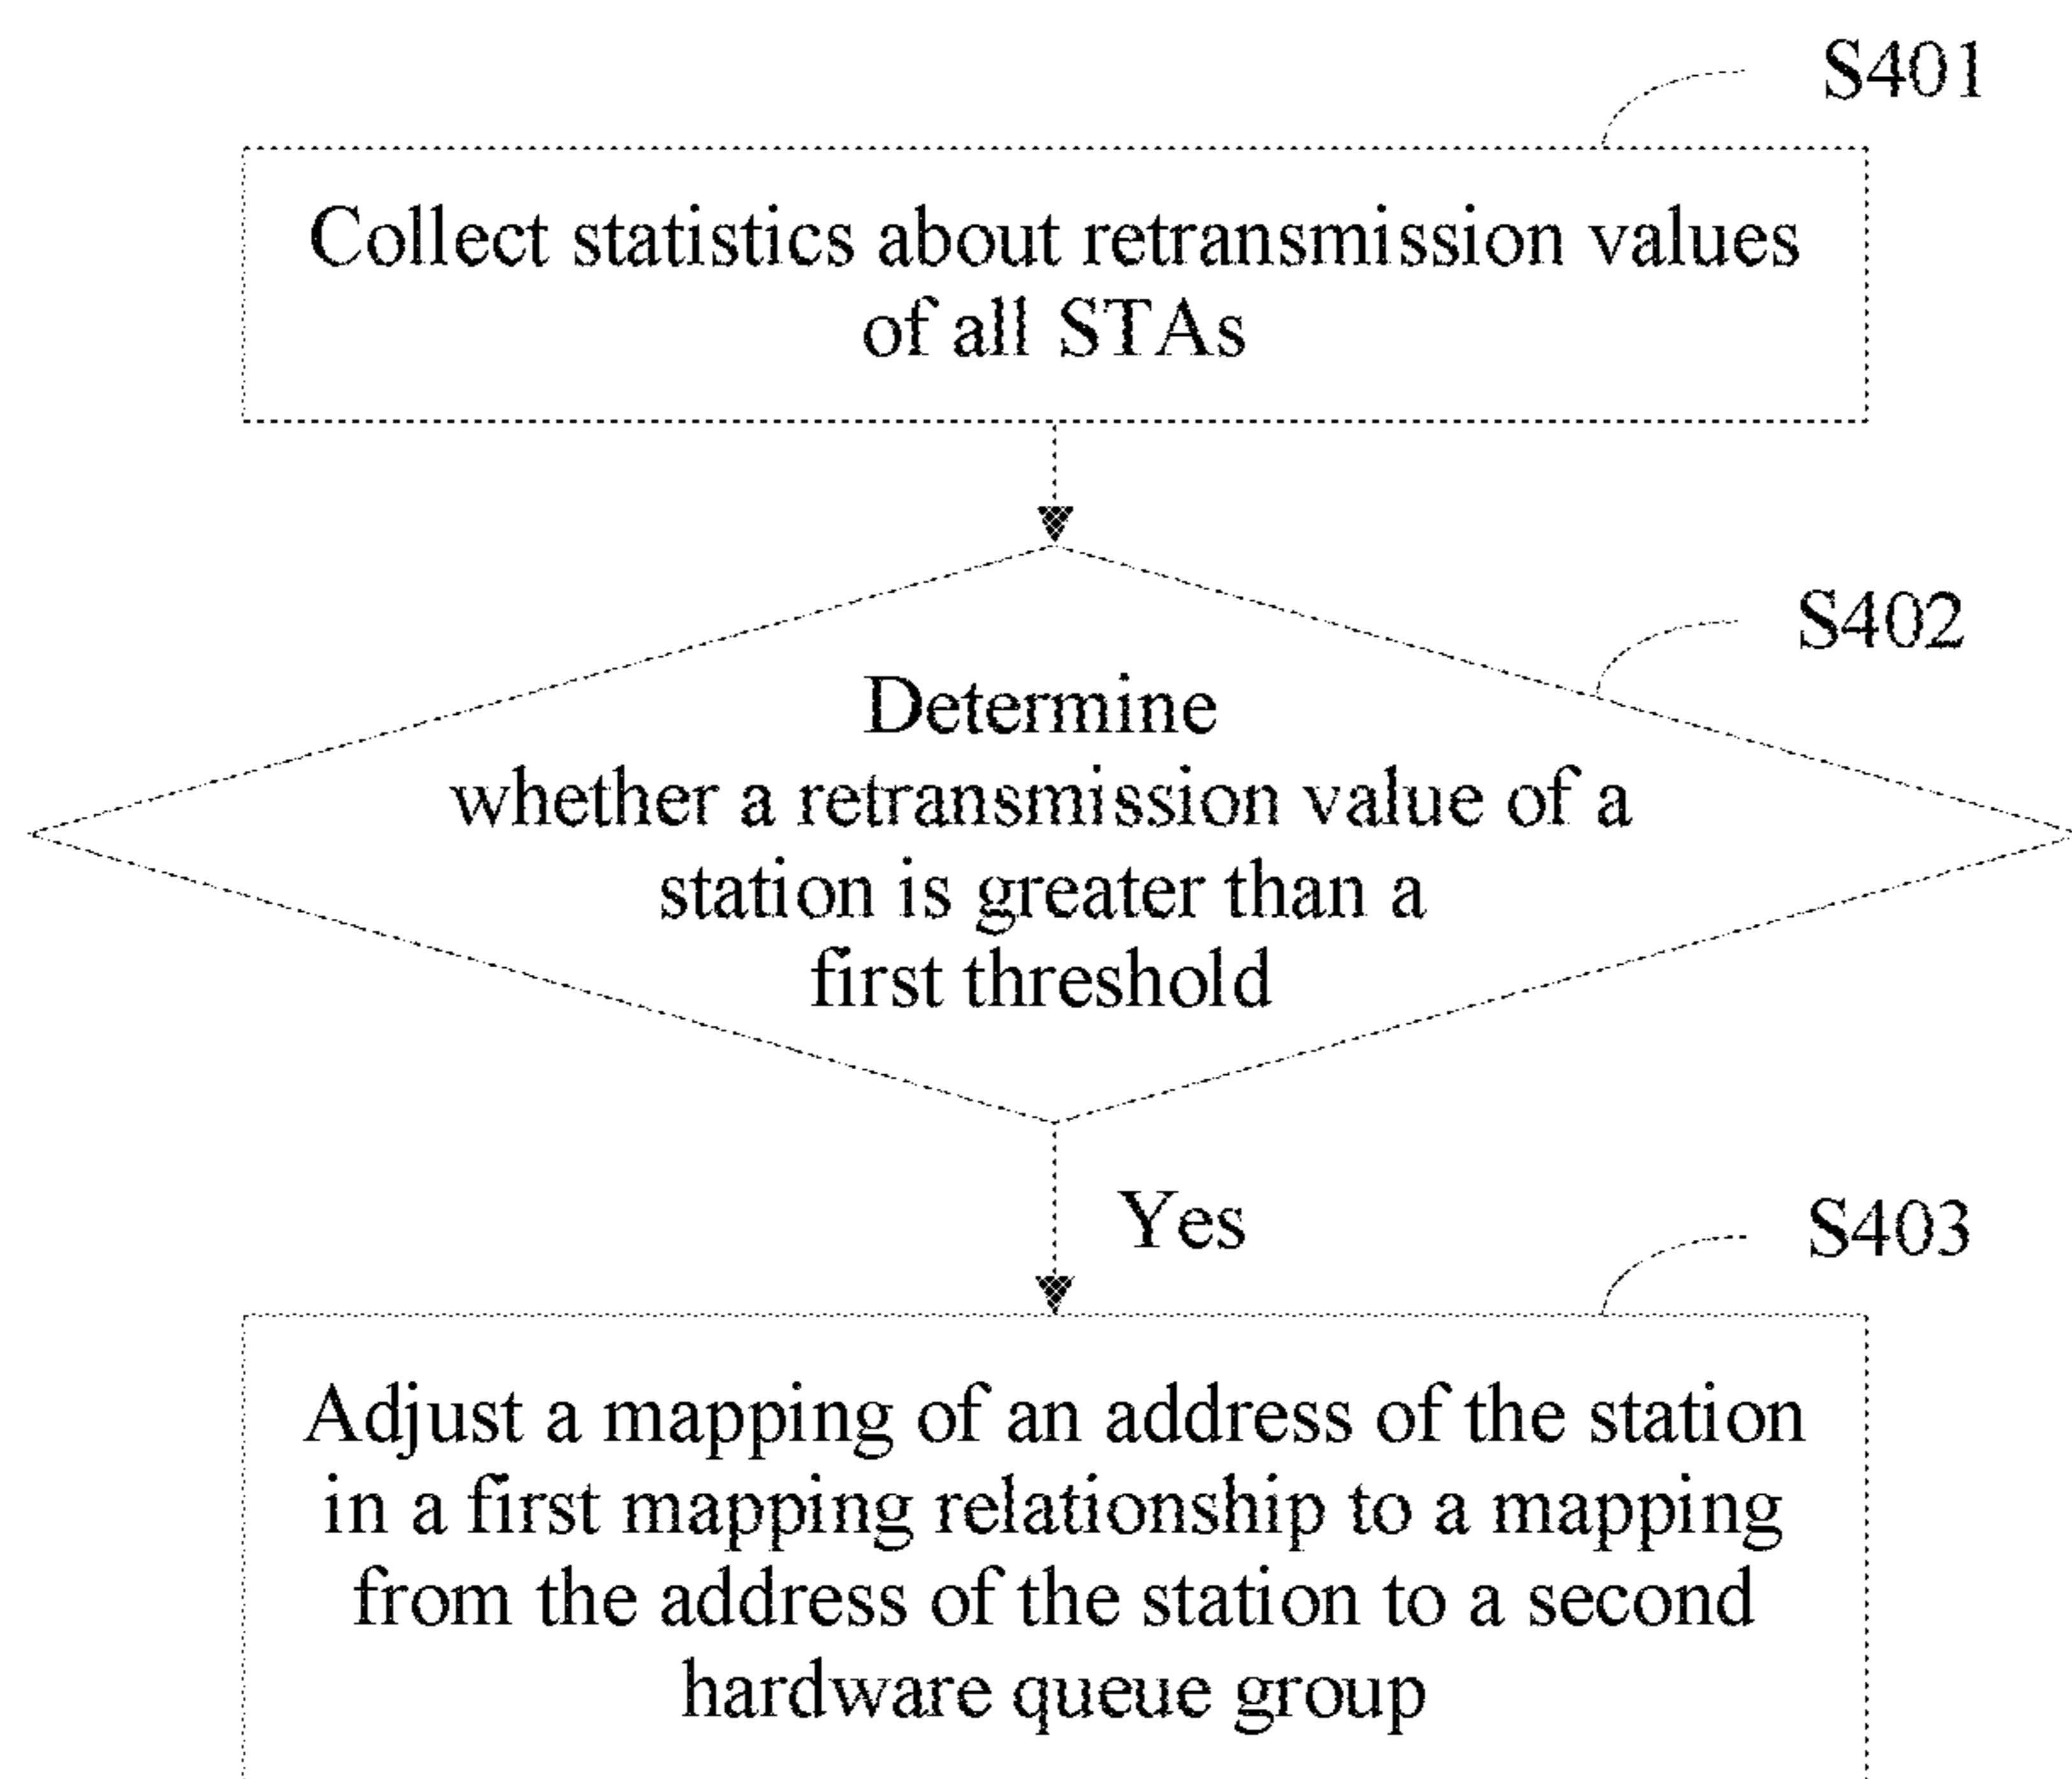 S401
Collect statistics about retransmission values
of all STAs
S402
Determine
whether a retransmission value of a
station is greater than a
first threshold
Yes
S403
Adjust a mapping of an address of the station
in a first mapping relationship to a mapping
from the address of the station to a second
hardware queue group